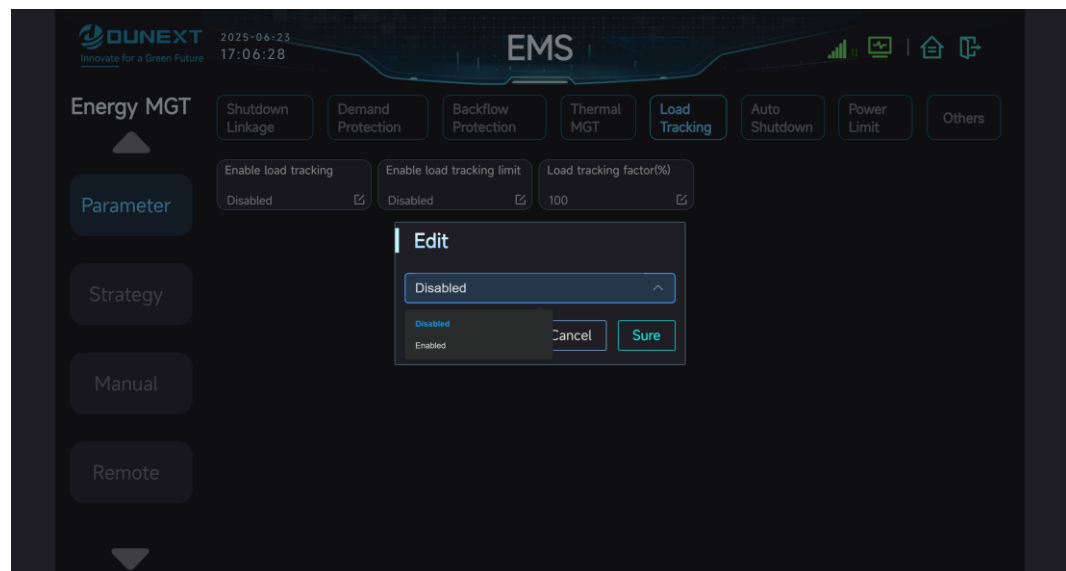 DUNEXT
Innovate for a Green Future
2025-06-23
17:06:28
EMS
Energy MGT
Shutdown
Linkage
Demand
Protection
Backflow
Protection
Thermal
MGT
Load
Tracking
Auto
Shutdown
Power
Limit
Others
Enable load tracking
Disabled
Enable load tracking limit
Disabled
Load tracking factor(%)
100
Parameter
Strategy
Manual
Remote
Edit
Disabled
Disabled
Enabled
Cancel
Sure